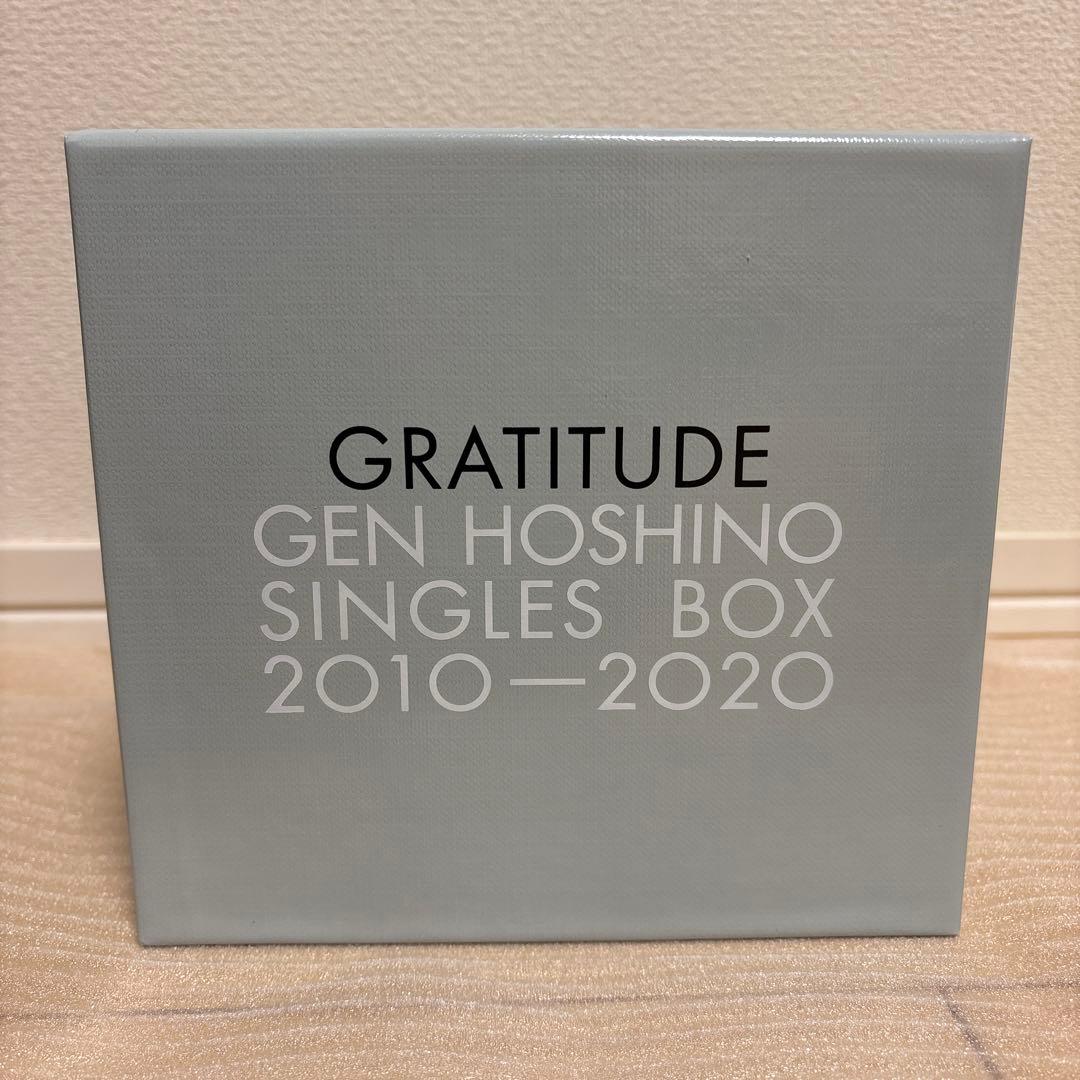 GRATITUDE
GEN HOSHINO
SINGLES BOX
2010—2020